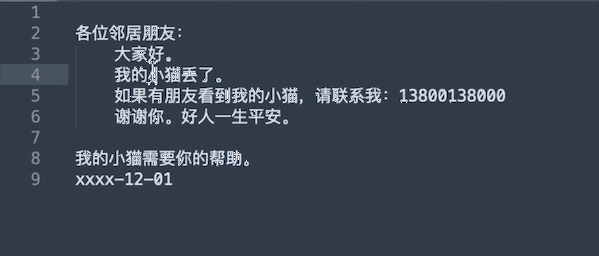 1
2 各位邻居朋友：
3 大家好。
4 我的小猫丢了。
5 如果有朋友看到我的小猫，请联系我：13800138000
6 谢谢你。好人一生平安。
7
8 我的小猫需要你的帮助。
9 xxxx-12-01